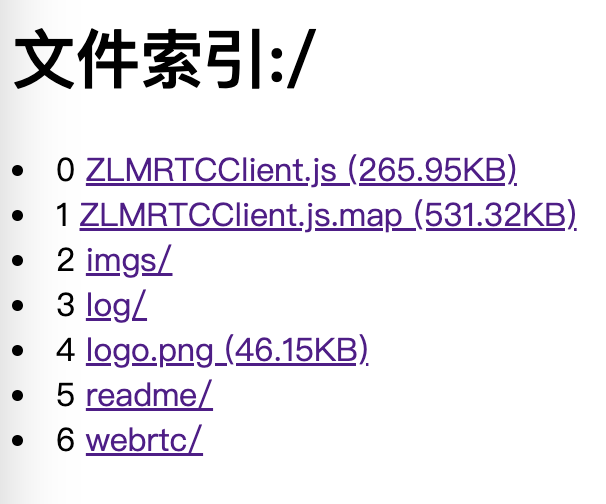 文件索引:/
0 ZLMRTCClient.js (265.95KB)
1 ZLMRTCClient.js.map (531.32KB)
2 imgs/
3 log/
4 logo.png (46.15KB)
5 readme/
6 webrtc/